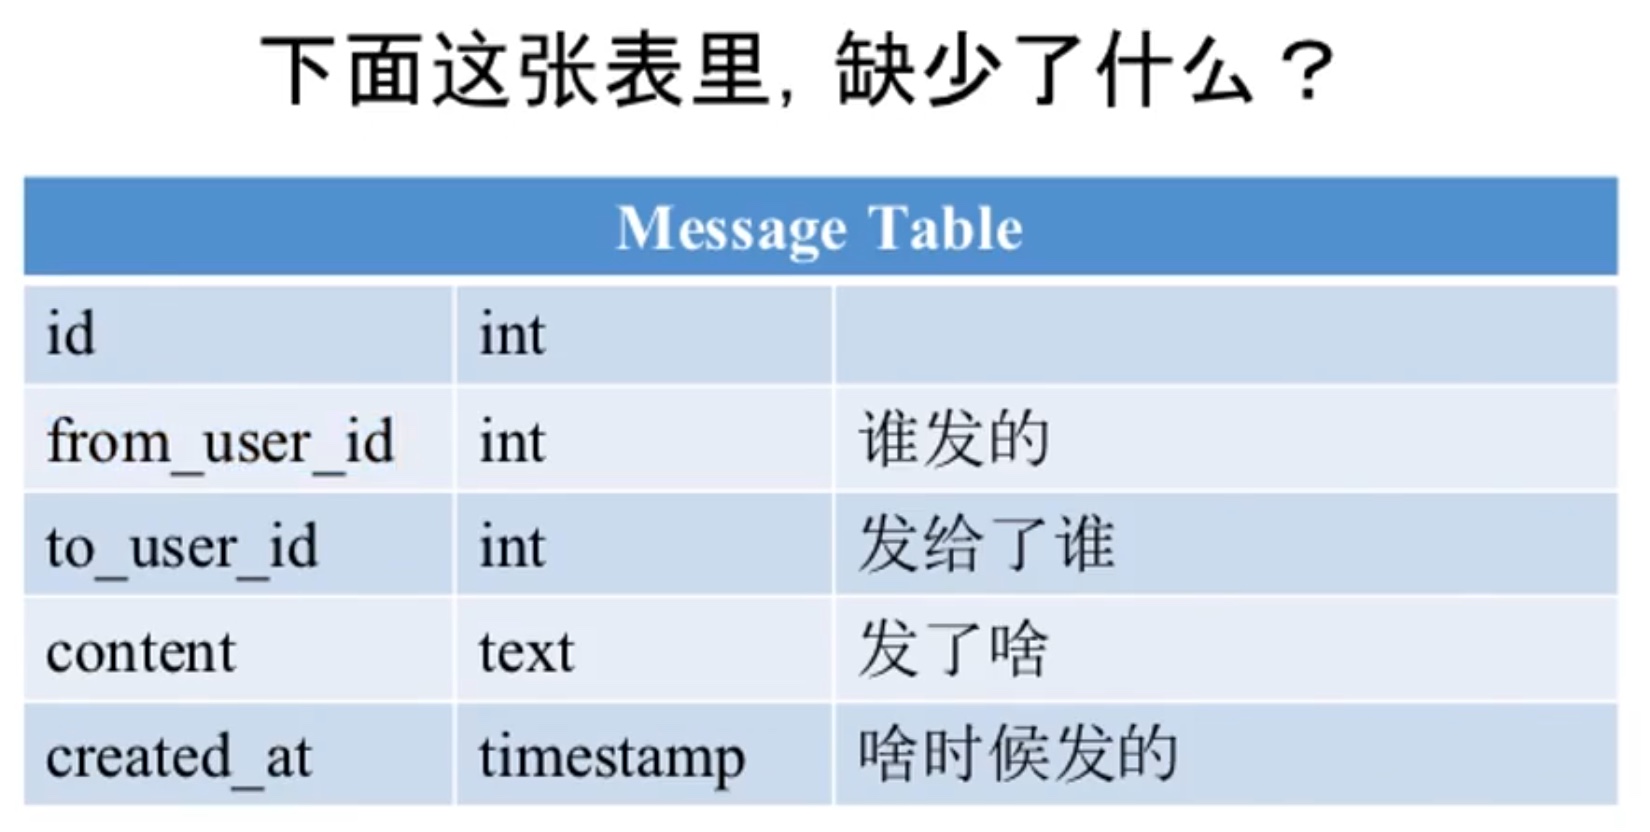 下面这张表里, 缺少了什么？
Message Table
id int
from_user_id int 谁发的
to_user_id int 发给了谁
content text 发了啥
created_at timestamp 啥时候发的